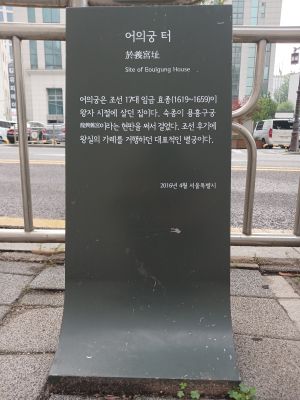 어의궁 터
於義宮址
Site of Eouigung House
어의궁은 조선 17대 임금 효종(1619~1659)이
왕자 시절에 살던 집이다. 숙종이 용흥구궁
龍興舊宮이라는 현판을 써서 걸었다. 조선 후기에
왕실의 가례를 거행하던 대표적인 별궁이다.
2016년 4월 서울특별시